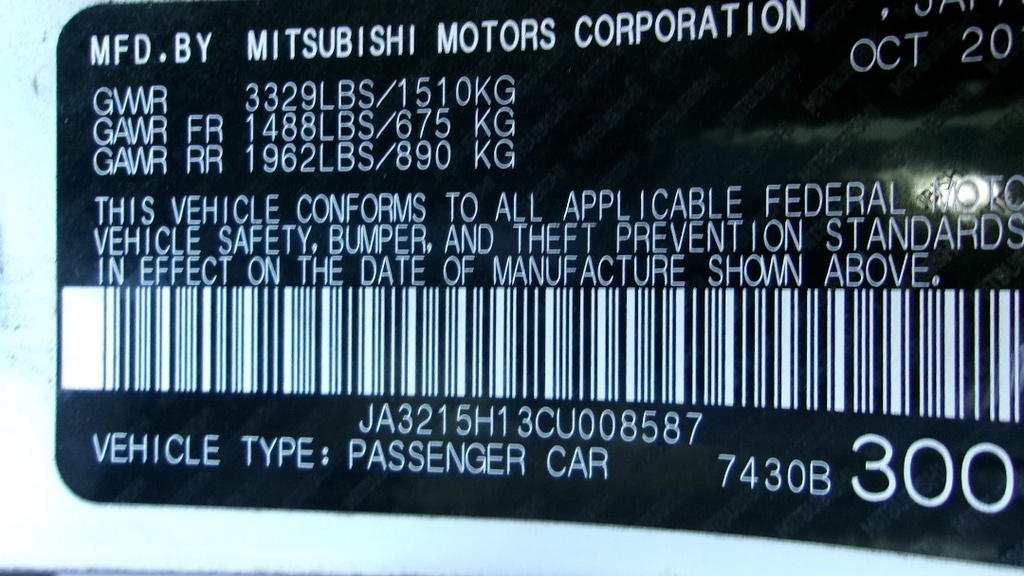 MFD.BY MITSUBISHI MOTORS CORPORATION
OCT
GVWR 3329LBS/1510KG
GAWR FR 1488LBS/675 KG
GAWR RR 1962LBS/890 KG
THIS VEHICLE CONFORMS TO ALL APPLICABLE FEDERAL
VEHICLE SAFETY, BUMPER, AND THEFT PREVENTION STANDARDS
IN EFFECT ON THE DATE OF MANUFACTURE SHOWN ABOVE.
JA3215H13CU008587
VEHICLE TYPE: PASSENGER CAR 7430B 300